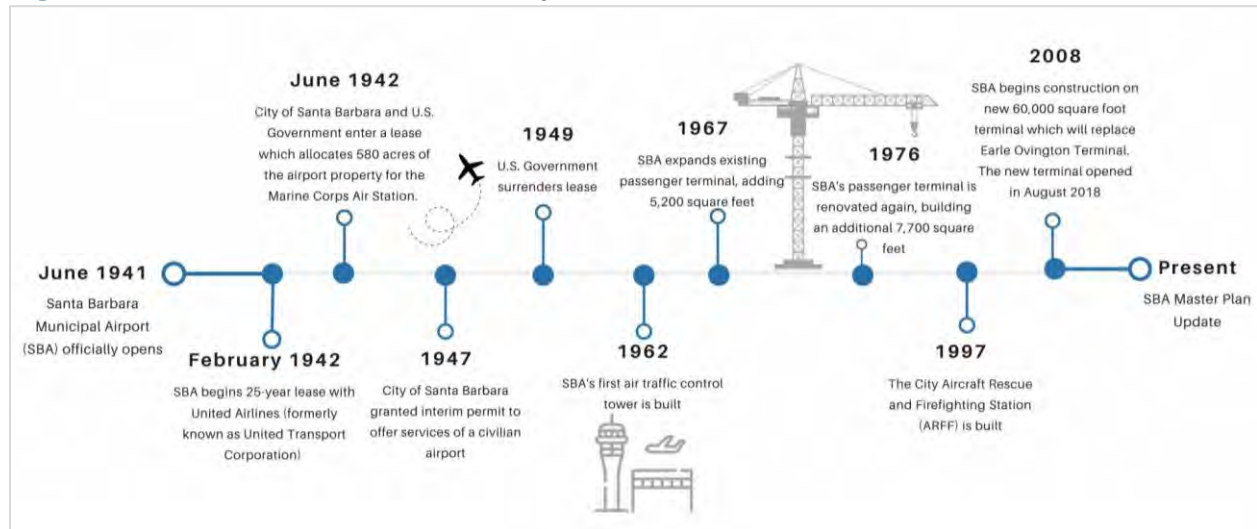 June 1941
Santa Barbara
Municipal Airport
(SBA) officially opens
February 1942
SBA begins 25-year lease with
United Airlines (formerly
known as United Transport
Corporation)
June 1942
City of Santa Barbara and U.S.
Government enter a lease
which allocates 580 acres of
the airport property for the
Marine Corps Air Station.
1947
City of Santa Barbara
granted interim permit to
offer services of a civilian
airport
1949
U.S. Government
surrenders lease
1962
SBA's first air traffic control
tower is built
1967
SBA expands existing
passenger terminal, adding
5,200 square feet
1976
SBA's passenger terminal is
renovated again, building
an additional 7,700 square
feet
1997
The City Aircraft Rescue
and Firefighting Station
(ARFF) is built
2008
SBA begins construction on
new 60,000 square foot
terminal which will replace
Earle Ovington Terminal.
The new terminal opened
in August 2018
Present
SBA Master Plan
Update